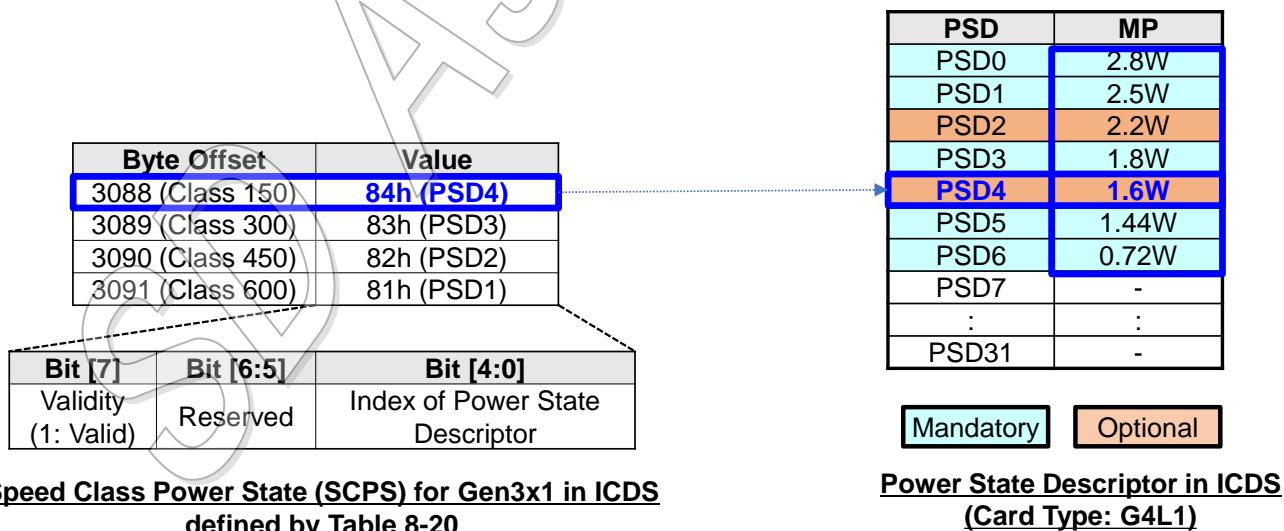 Byte Offset Value
3088 (Class 150) 84h (PSD4)
3089 (Class 300) 83h (PSD3)
3090 (Class 450) 82h (PSD2)
3091 (Class 600) 81h (PSD1)
Bit [7] Bit [6:5] Bit [4:0]
Validity
(1: Valid)
Reserved
Index of Power State
Descriptor
Speed Class Power State (SCPS) for Gen3x1 in ICDS
defined by Table 8-20
PSD MP
PSD0 2.8W
PSD1 2.5W
PSD2 2.2W
PSD3 1.8W
PSD4 1.6W
PSD5 1.44W
PSD6 0.72W
PSD7 -
: :
PSD31 -
Mandatory Optional
Power State Descriptor in ICDS
(Card Type: G4L1)